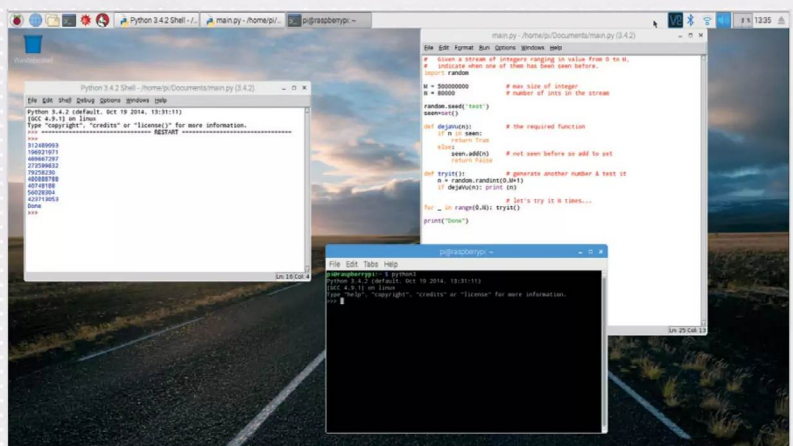 Python 3.4.2 Shell - /...
main.py - /home/pi/...
pi@raspberrypi: ~
12:35
Wastebasket
Python 3.4.2 Shell - /home/pi/Documents/main.py (3.4.2)
File Edit Shell Debug Options Windows Help
Python 3.4.2 (default, Oct 19 2014, 13:31:11)
[GCC 4.9.1] on linux
Type "copyright", "credits" or "license()" for more information.
>>> ================================ RESTART ================================
>>>
312489993
196921971
409667297
273599832
79258230
400888708
40748188
56028304
423713053
Done
>>>
Ln: 16 Col: 4
main.py - /home/pi/Documents/main.py (3.4.2)
File Edit Format Run Options Windows Help
# Given a stream of integers ranging in value from 0 to M,
# indicate when one of them has been seen before.
import random
M = 500000000 # max size of integer
N = 80000 # number of ints in the stream
random.seed('test')
seen=set()
def dejaVu(n): # the required function
if n in seen:
return True
else:
seen.add(n) # not seen before so add to set
return False
def tryit(): # generate another number & test it
n = random.randint(0,M+1)
if dejaVu(n): print (n)
# let's try it N times...
for _ in range(0,N): tryit()
print("Done")
Ln: 25 Col: 13
pi@raspberrypi: ~
File Edit Tabs Help
pi@raspberrypi:~ $ python3
Python 3.4.2 (default, Oct 19 2014, 13:31:11)
[GCC 4.9.1] on linux
Type "help", "copyright", "credits" or "license" for more information.
>>>